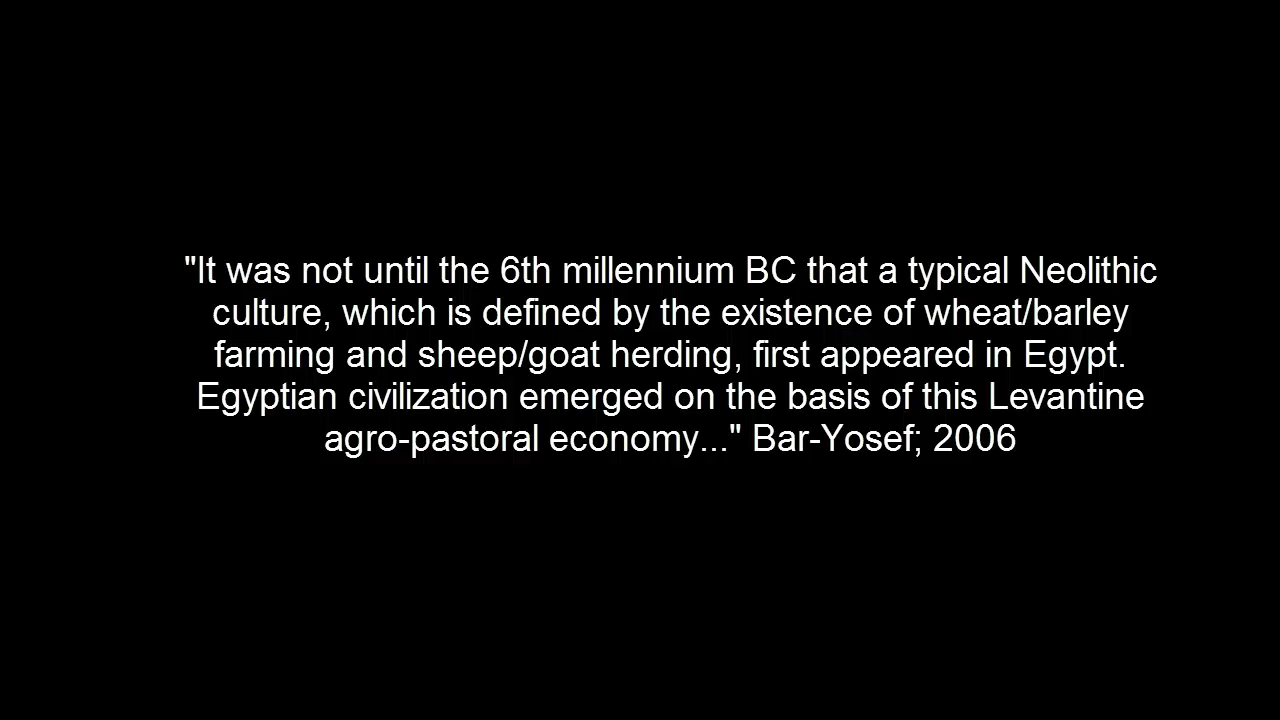 "It was not until the 6th millennium BC that a typical Neolithic
culture, which is defined by the existence of wheat/barley
farming and sheep/goat herding, first appeared in Egypt.
Egyptian civilization emerged on the basis of this Levantine
agro-pastoral economy..." Bar-Yosef; 2006